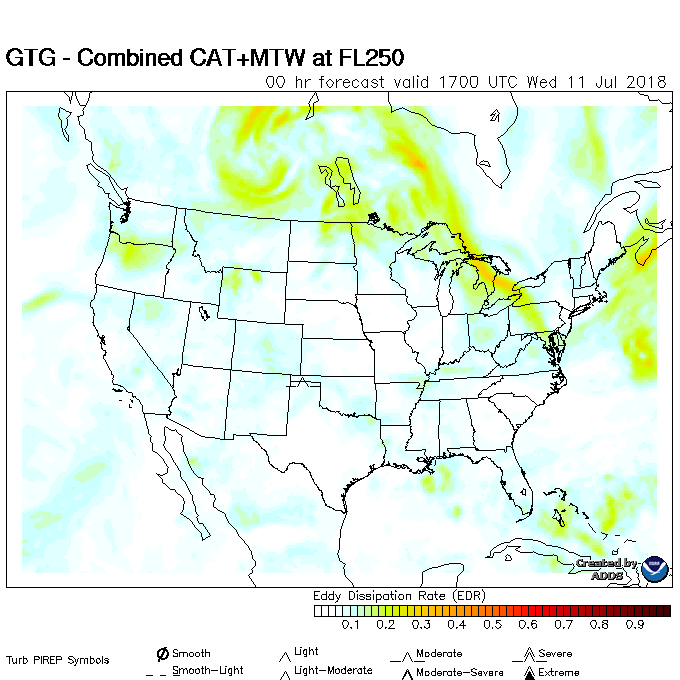 GTG - Combined CAT+MTW at FL250
00 hr forecast valid 1700 UTC Wed 11 Jul 2018
Created by
ADDS
Eddy Dissipation Rate (EDR)
0.1 0.2 0.3 0.4 0.5 0.6 0.7 0.8 0.9
Turb PIREP Symbols
Smooth Light Moderate Severe
Smooth-Light Light-Moderate Moderate-Severe Extreme